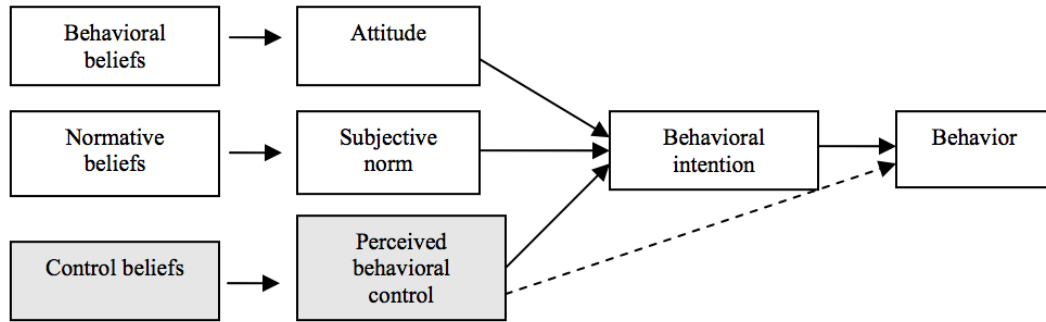 Behavioral
beliefs
Attitude
Normative
beliefs
Subjective
norm
Behavioral
intention
Behavior
Control beliefs
Perceived
behavioral
control